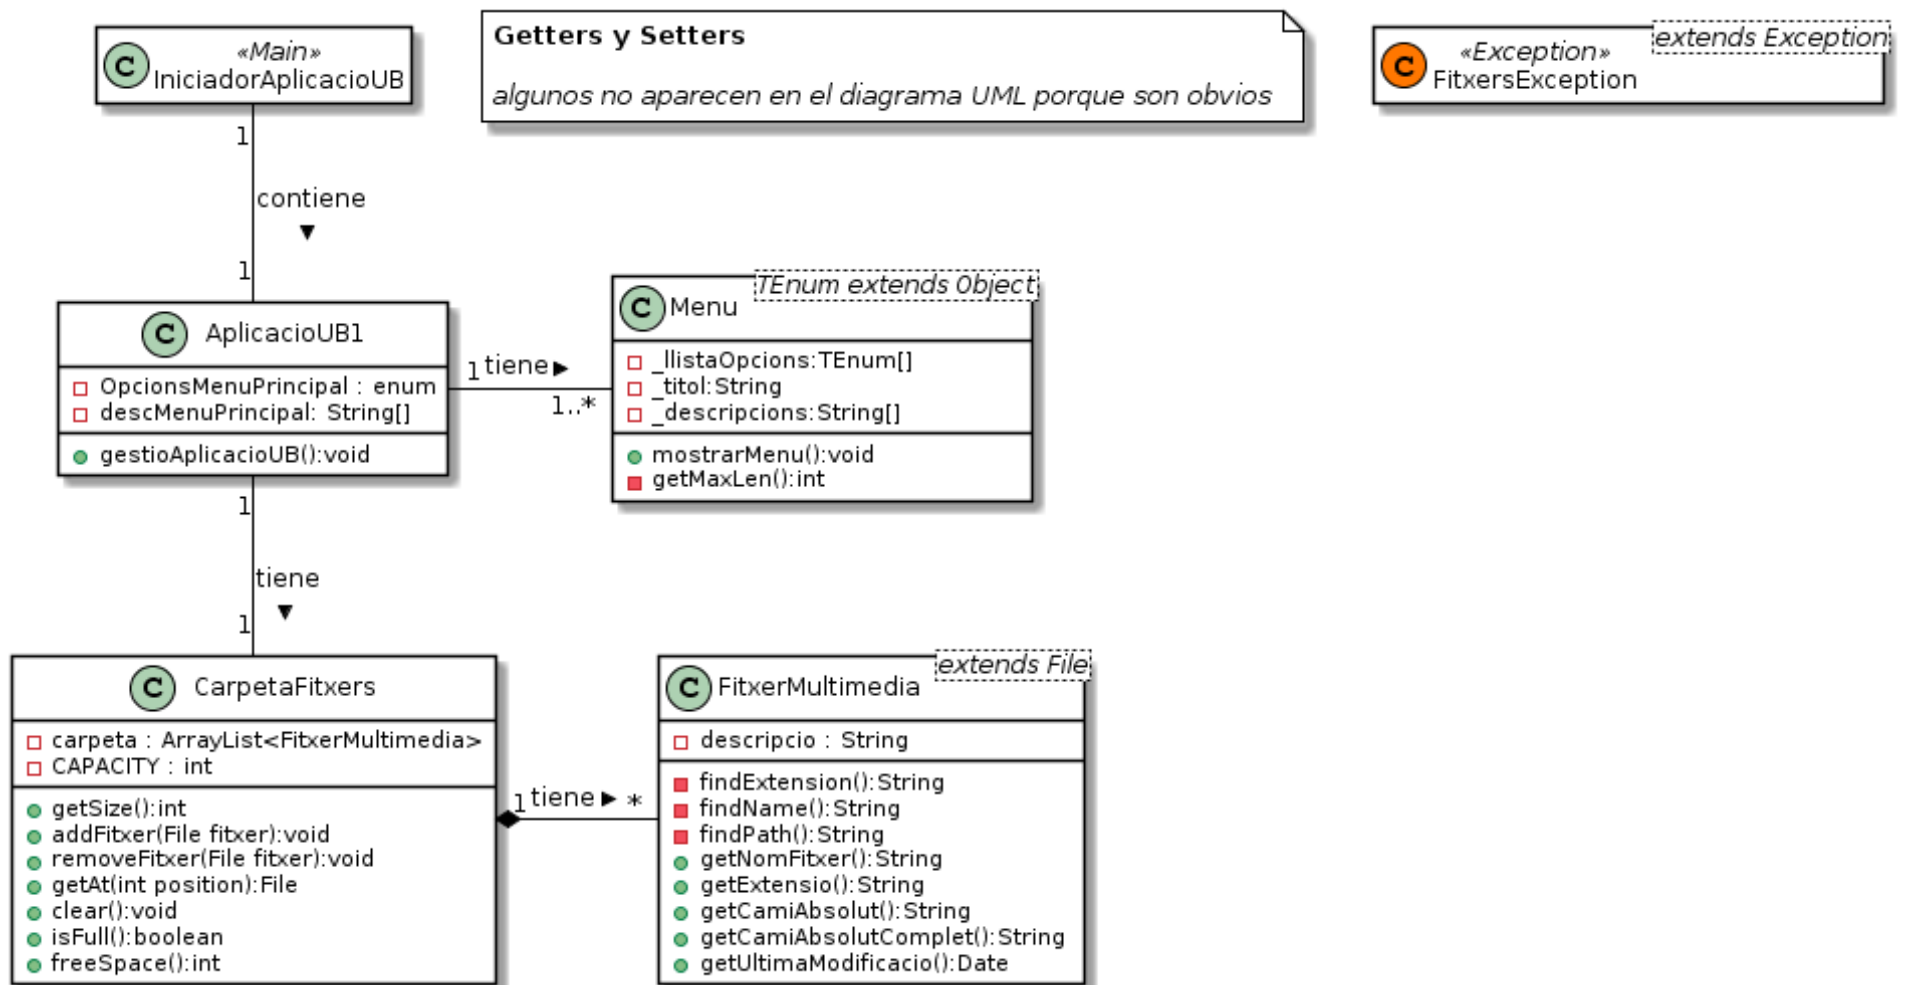 C
«Main»
IniciadorAplicacioUB
Getters y Setters
algunos no aparecen en el diagrama UML porque son obvios
extends Exception
C
«Exception»
FitxersException
1
contiene
1
C
AplicacioUB1
OpcionsMenuPrincipal : enum
descMenuPrincipal: String[]
gestioAplicacioUB():void
1
tiene
1..*
TEnum extends Object
C
Menu
_llistaOpcions:TEnum[]
_titol:String
_descripcions:String[]
mostrarMenu():void
getMaxLen():int
1
tiene
1
C
CarpetaFitxers
carpeta : ArrayList<FitxerMultimedia>
CAPACITY : int
getSize():int
addFitxer(File fitxer):void
removeFitxer(File fitxer):void
getAt(int position):File
clear():void
isFull():boolean
freeSpace():int
1
tiene
*
extends File
C
FitxerMultimedia
descripcio : String
findExtension():String
findName():String
findPath():String
getNomFitxer():String
getExtensio():String
getCamiAbsolut():String
getCamiAbsolutComplet():String
getUltimaModificacio():Date